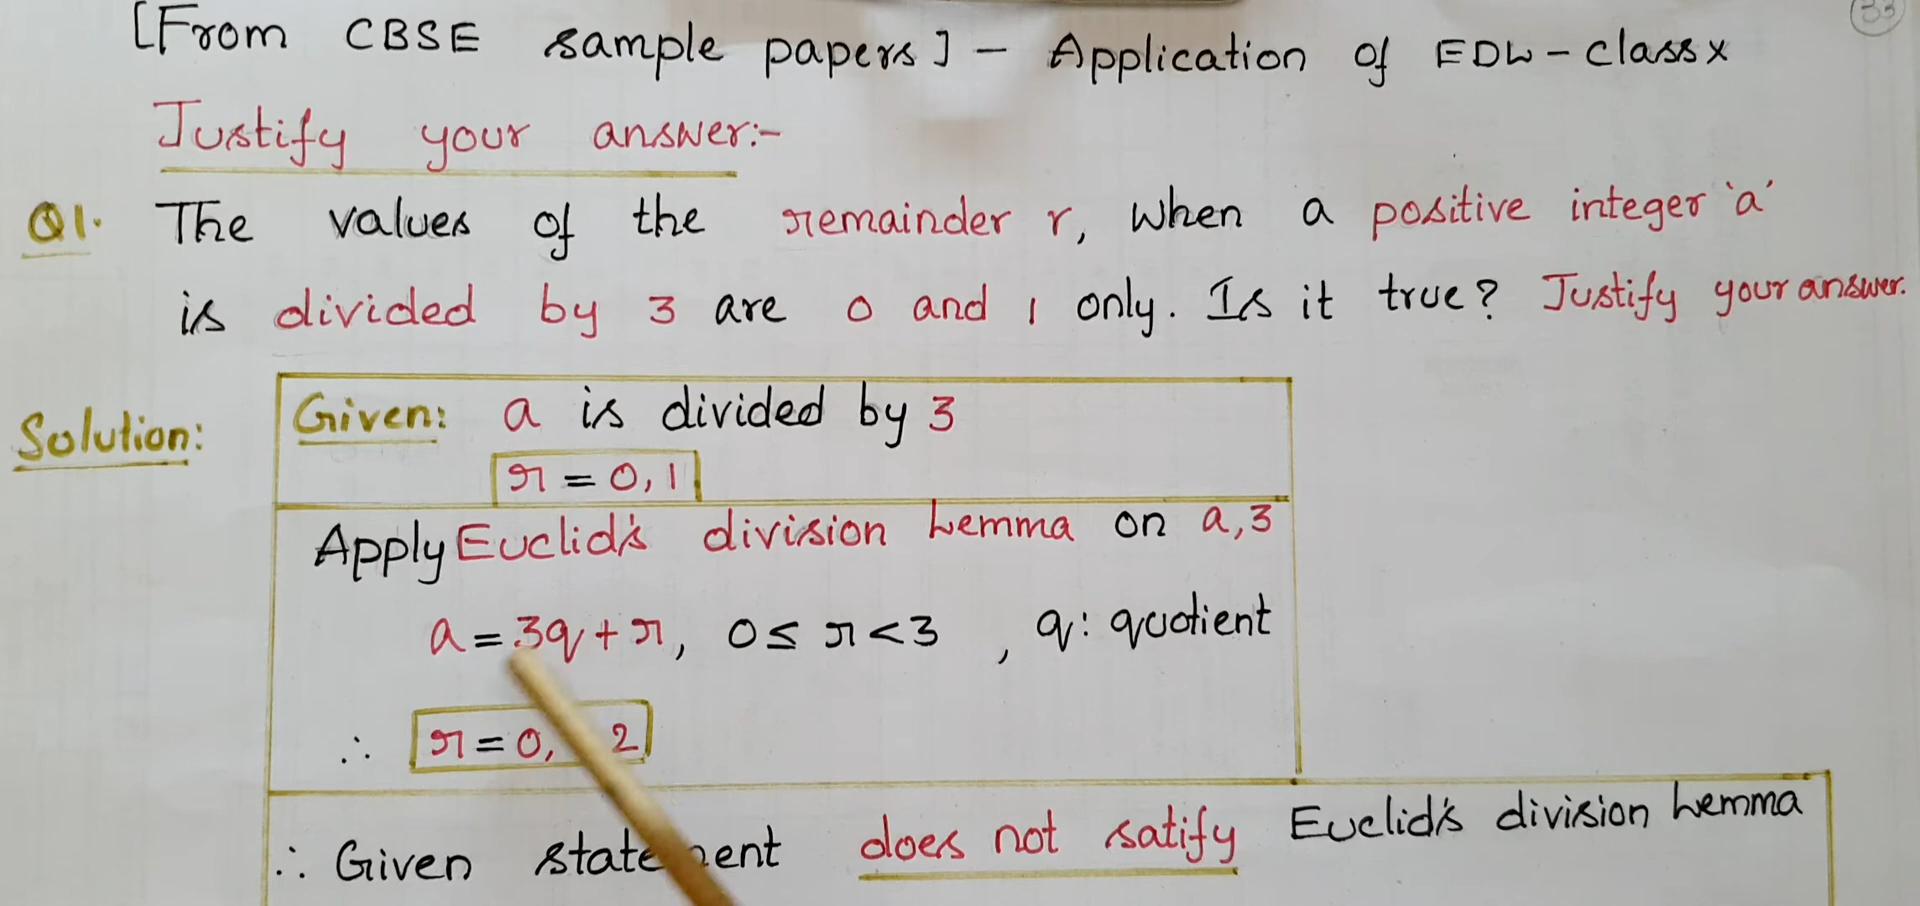 [From CBSE sample papers] - Application of EDL - class X
33
Justify your answer:-
Q1. The values of the remainder r, when a positive integer 'a'
is divided by 3 are 0 and 1 only. Is it true? Justify your answer.
Solution:
Given: a is divided by 3
r = 0, 1
Apply Euclid's division Lemma on a, 3
a = 3q + r, 0 ≤ r < 3 , q: quotient
∴ r = 0, 2
∴ Given does not satify Euclid's division Lemma